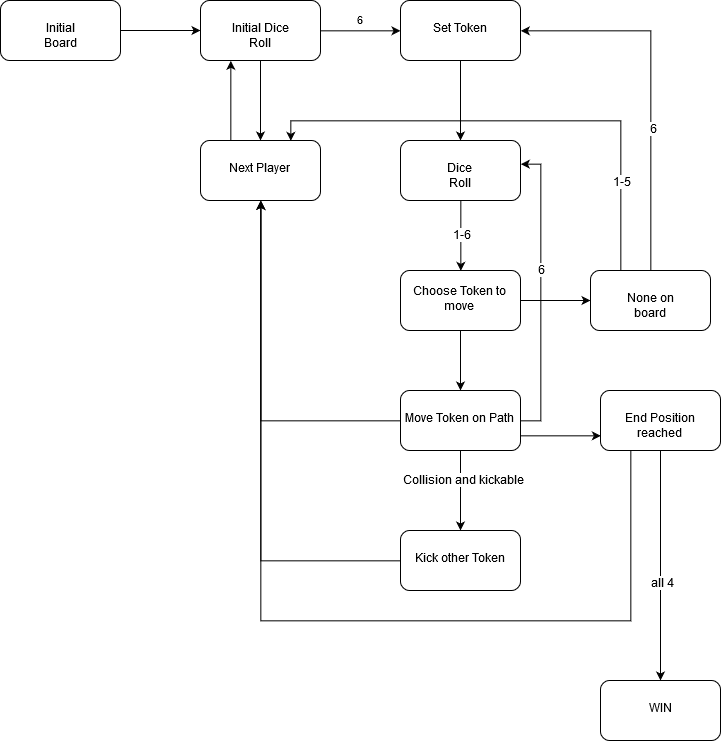 Initial
Board
Initial Dice
Roll
6
Set Token
6
Next Player
Dice
Roll
1-5
1-6
6
Choose Token to
move
None on
board
Move Token on Path
End Position
reached
Collision and kickable
Kick other Token
all 4
WIN